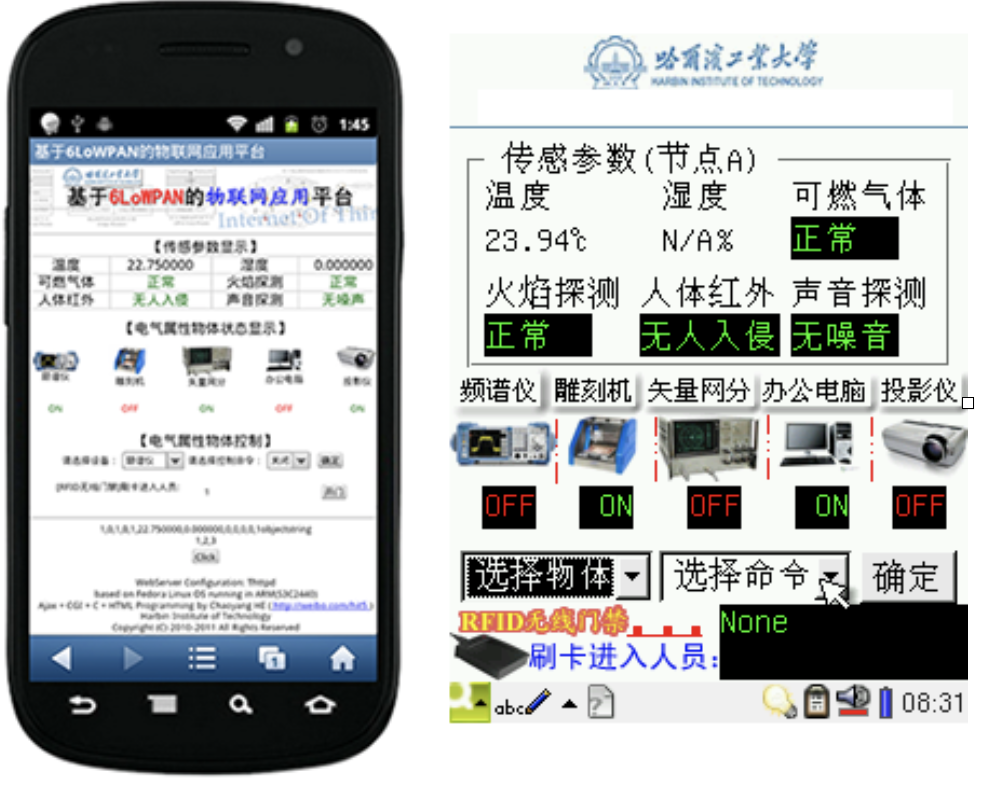 1:45
基于6LoWPAN的物联网应用平台
哈尔滨工业大学
基于6LoWPAN的物联网应用平台
Internet Of Thin
【传感参数显示】
温度 22.750000 湿度 0.000000
可燃气体 正常 火焰探测 正常
人体红外 无人入侵 声音探测 无噪声
【电气属性物体状态显示】
频谱仪 雕刻机 矢量网分 办公电脑 投影仪
ON OFF ON OFF ON
【电气属性物体控制】
请选择设备： 频谱仪 请选择控制命令： 关闭 确定
[RFID无线门禁]刷卡进入人员: 1 开门
1,0,1,0,1,22.750000,0.000000,0,0,0,0,1objectstring
1,2,3
Click
WebServer Configuration: Thttpd
based on Fedora Linux OS running in ARM(S3C2440)
Ajax + CGI + C + HTML Programming by Chaoyang HE ( http://weibo.com/hit5 )
Harbin Institute of Technology
Copyright (C) 2010-2011 All Rights Reserved
1
哈尔滨工业大学
HARBIN INSTITUTE OF TECHNOLOGY
传感参数(节点A)
温度 湿度 可燃气体
23.94℃ N/A% 正常
火焰探测 人体红外 声音探测
正常 无人入侵 无噪音
频谱仪 雕刻机 矢量网分 办公电脑 投影仪
OFF ON OFF ON OFF
选择物体 选择命令 确定
RFID无线门禁 None
刷卡进入人员:
abc 08:31